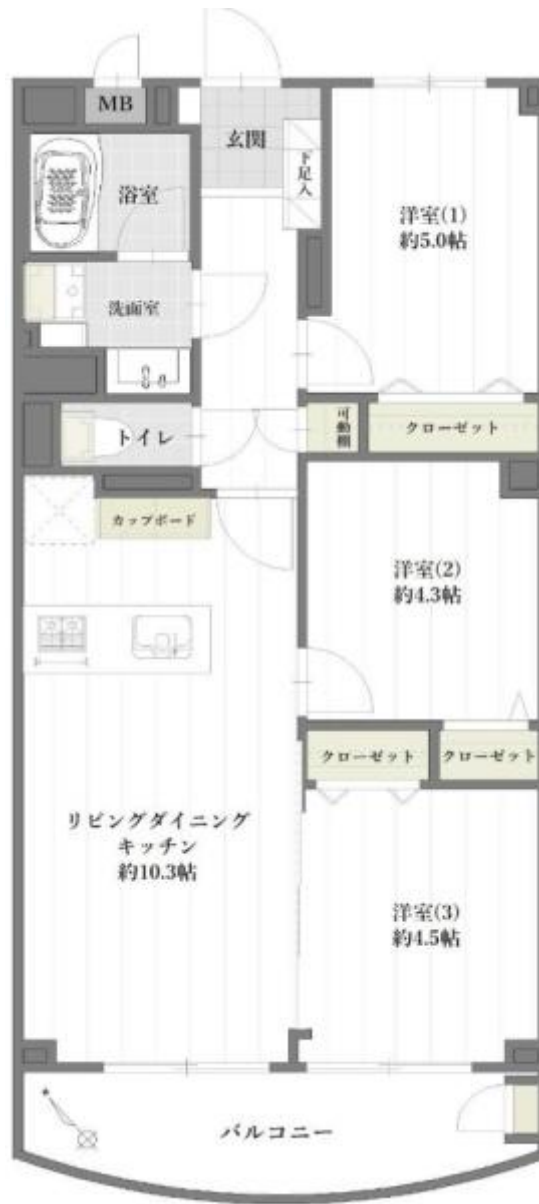 MB
玄関
下足入
浴室
洋室(1)
約5.0帖
洗面室
トイレ
可動棚
クローゼット
カップボード
洋室(2)
約4.3帖
クローゼット
クローゼット
リビングダイニング
キッチン
約10.3帖
洋室(3)
約4.5帖
バルコニー